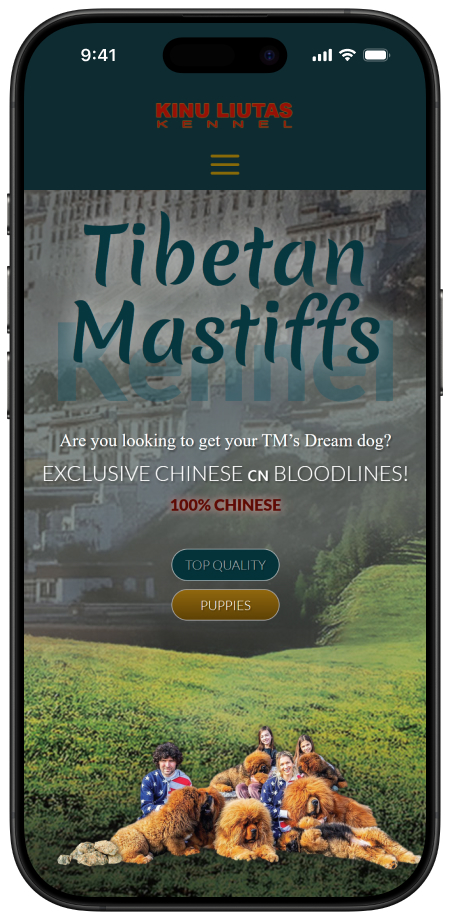 9:41
KINU LIUTAS
KENNEL
Tibetan
Mastiffs
Kennel
Are you looking to get your TM's Dream dog?
EXCLUSIVE CHINESE CN BLOODLINES!
100% CHINESE
TOP QUALITY
PUPPIES